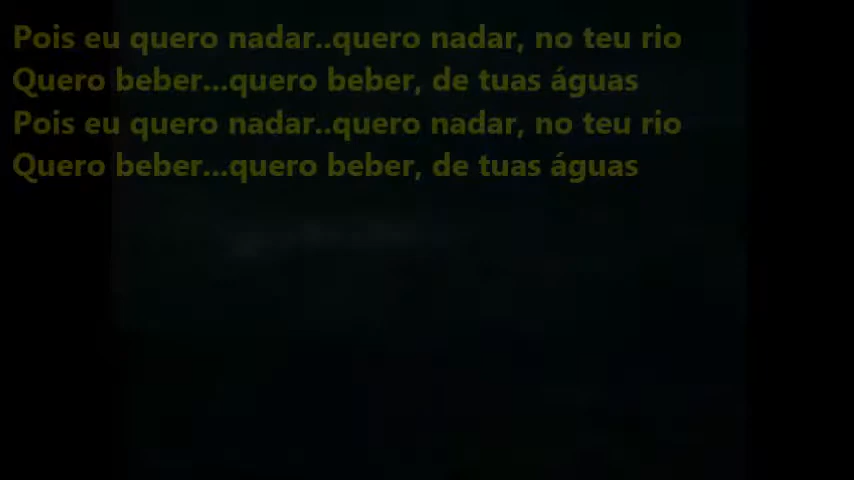 Pois eu quero nadar..quero nadar, no teu rio
Quero beber...quero beber, de tuas águas
Pois eu quero nadar..quero nadar, no teu rio
Quero beber...quero beber, de tuas águas